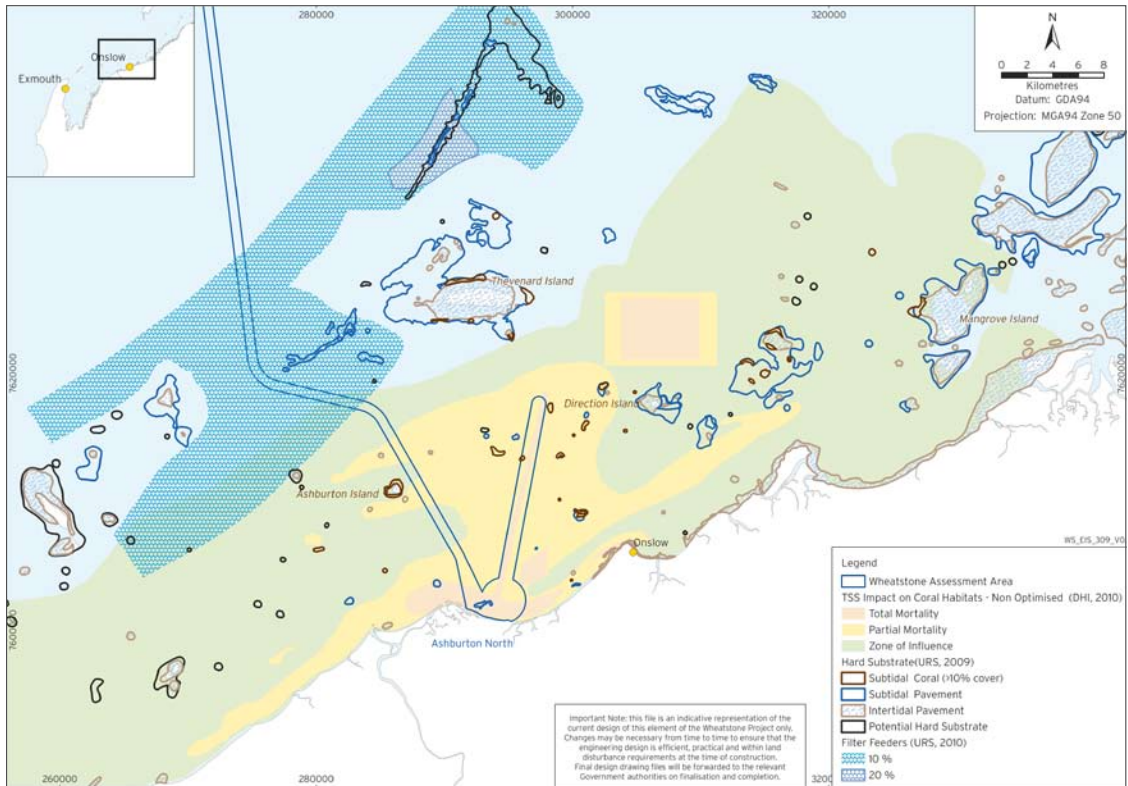 280000
300000
320000
Onslow
Exmouth
N
0 2 4 6 8
Kilometres
Datum: GDA94
Projection: MGA94 Zone 50
Thevenard Island
Mangrove Island
7620000
7620000
Direction Island
Ashburton Island
Onslow
WS_EIS_309_V0
7600000
Ashburton North
Legend
Wheatstone Assessment Area
TSS Impact on Coral Habitats - Non Optimised (DHI, 2010)
Total Mortality
Partial Mortality
Zone of Influence
Hard Substrate(URS, 2009)
Subtidal Coral (>10% cover)
Subtidal Pavement
Intertidal Pavement
Potential Hard Substrate
Filter Feeders (URS, 2010)
10 %
20 %
Important Note: this file is an indicative representation of the
current design of this element of the Wheatstone Project only.
Changes may be necessary from time to time to ensure that the
engineering design is efficient, practical and within land
disturbance requirements at the time of construction.
Final design drawing files will be forwarded to the relevant
Government authorities on finalisation and completion.
260000
280000